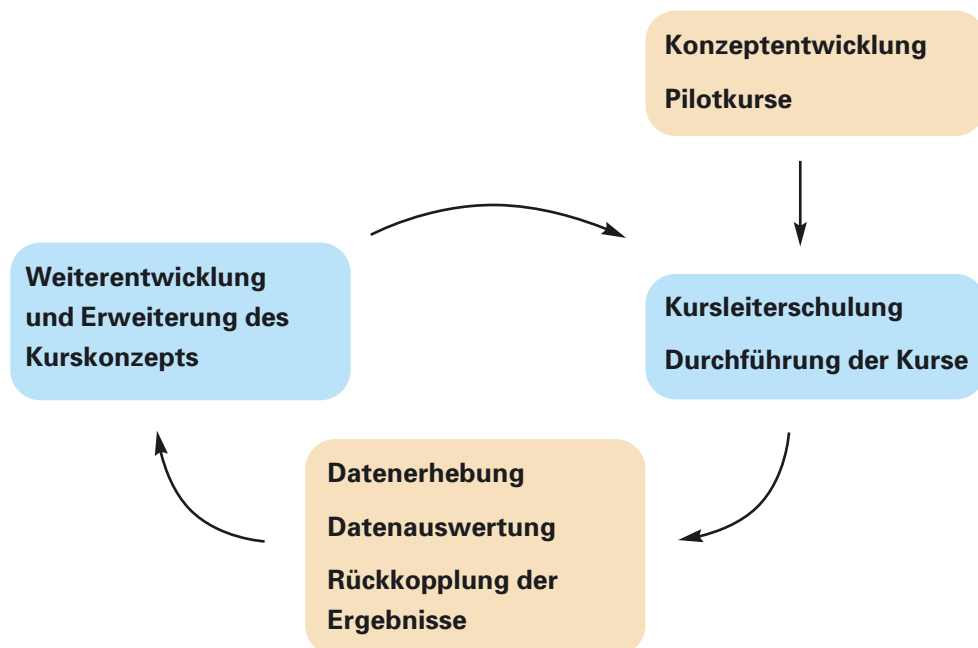 Konzeptentwicklung
Pilotkurse
Weiterentwicklung
und Erweiterung des
Kurskonzepts
Kursleiterschulung
Durchführung der Kurse
Datenerhebung
Datenauswertung
Rückkopplung der
Ergebnisse